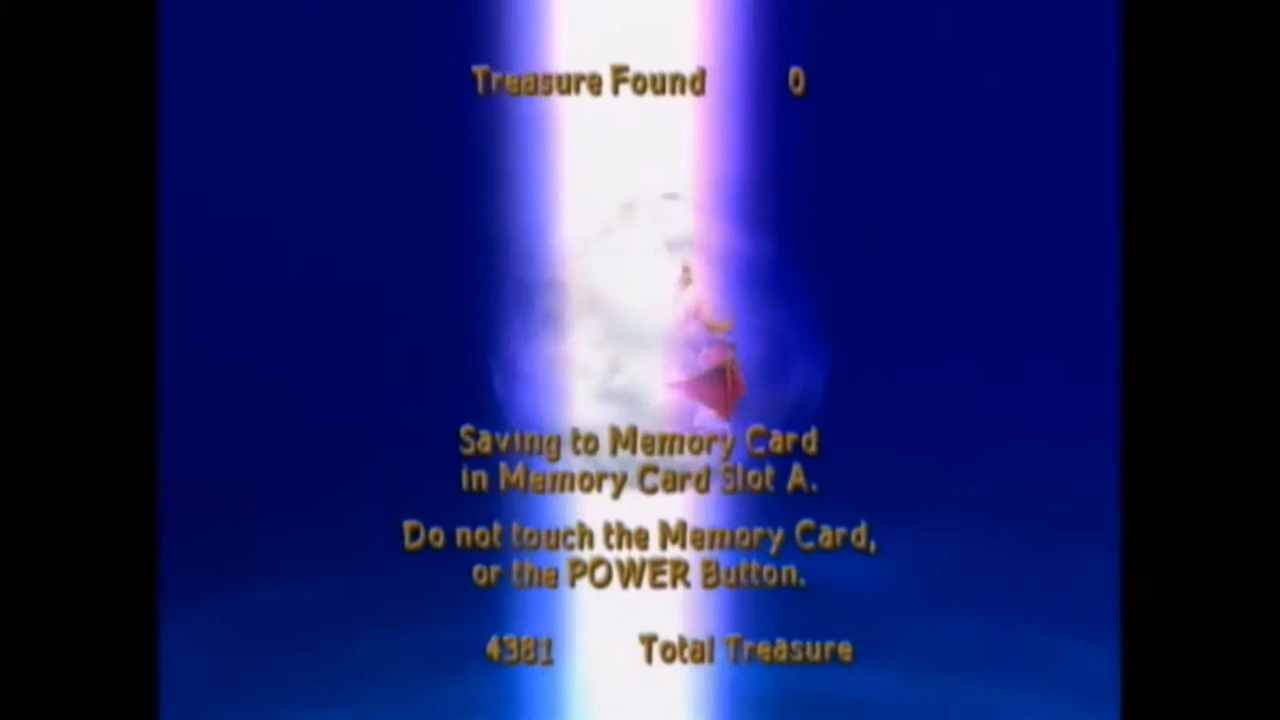 Treasure Found 0
Saving to Memory Card
in Memory Card Slot A.
Do not touch the Memory Card,
or the POWER Button.
4381 Total Treasure